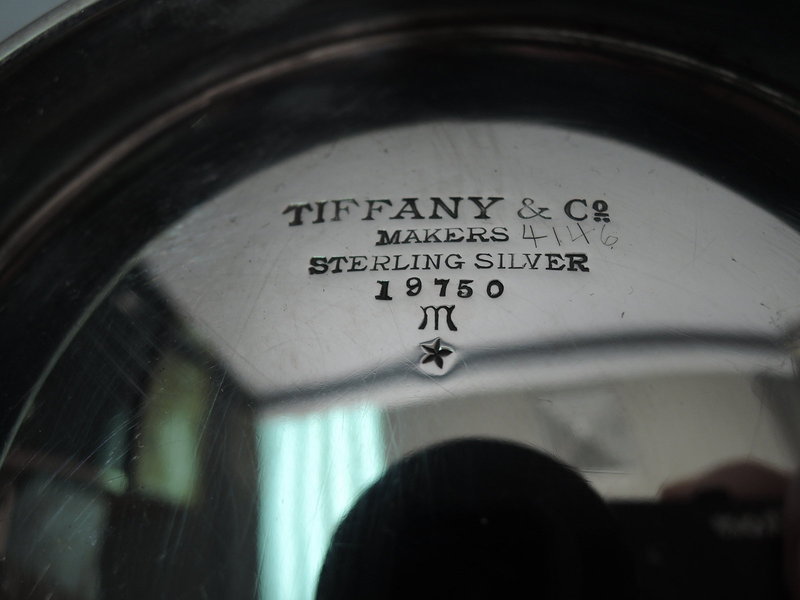 TIFFANY & Co
MAKERS 4146
STERLING SILVER
19750
M